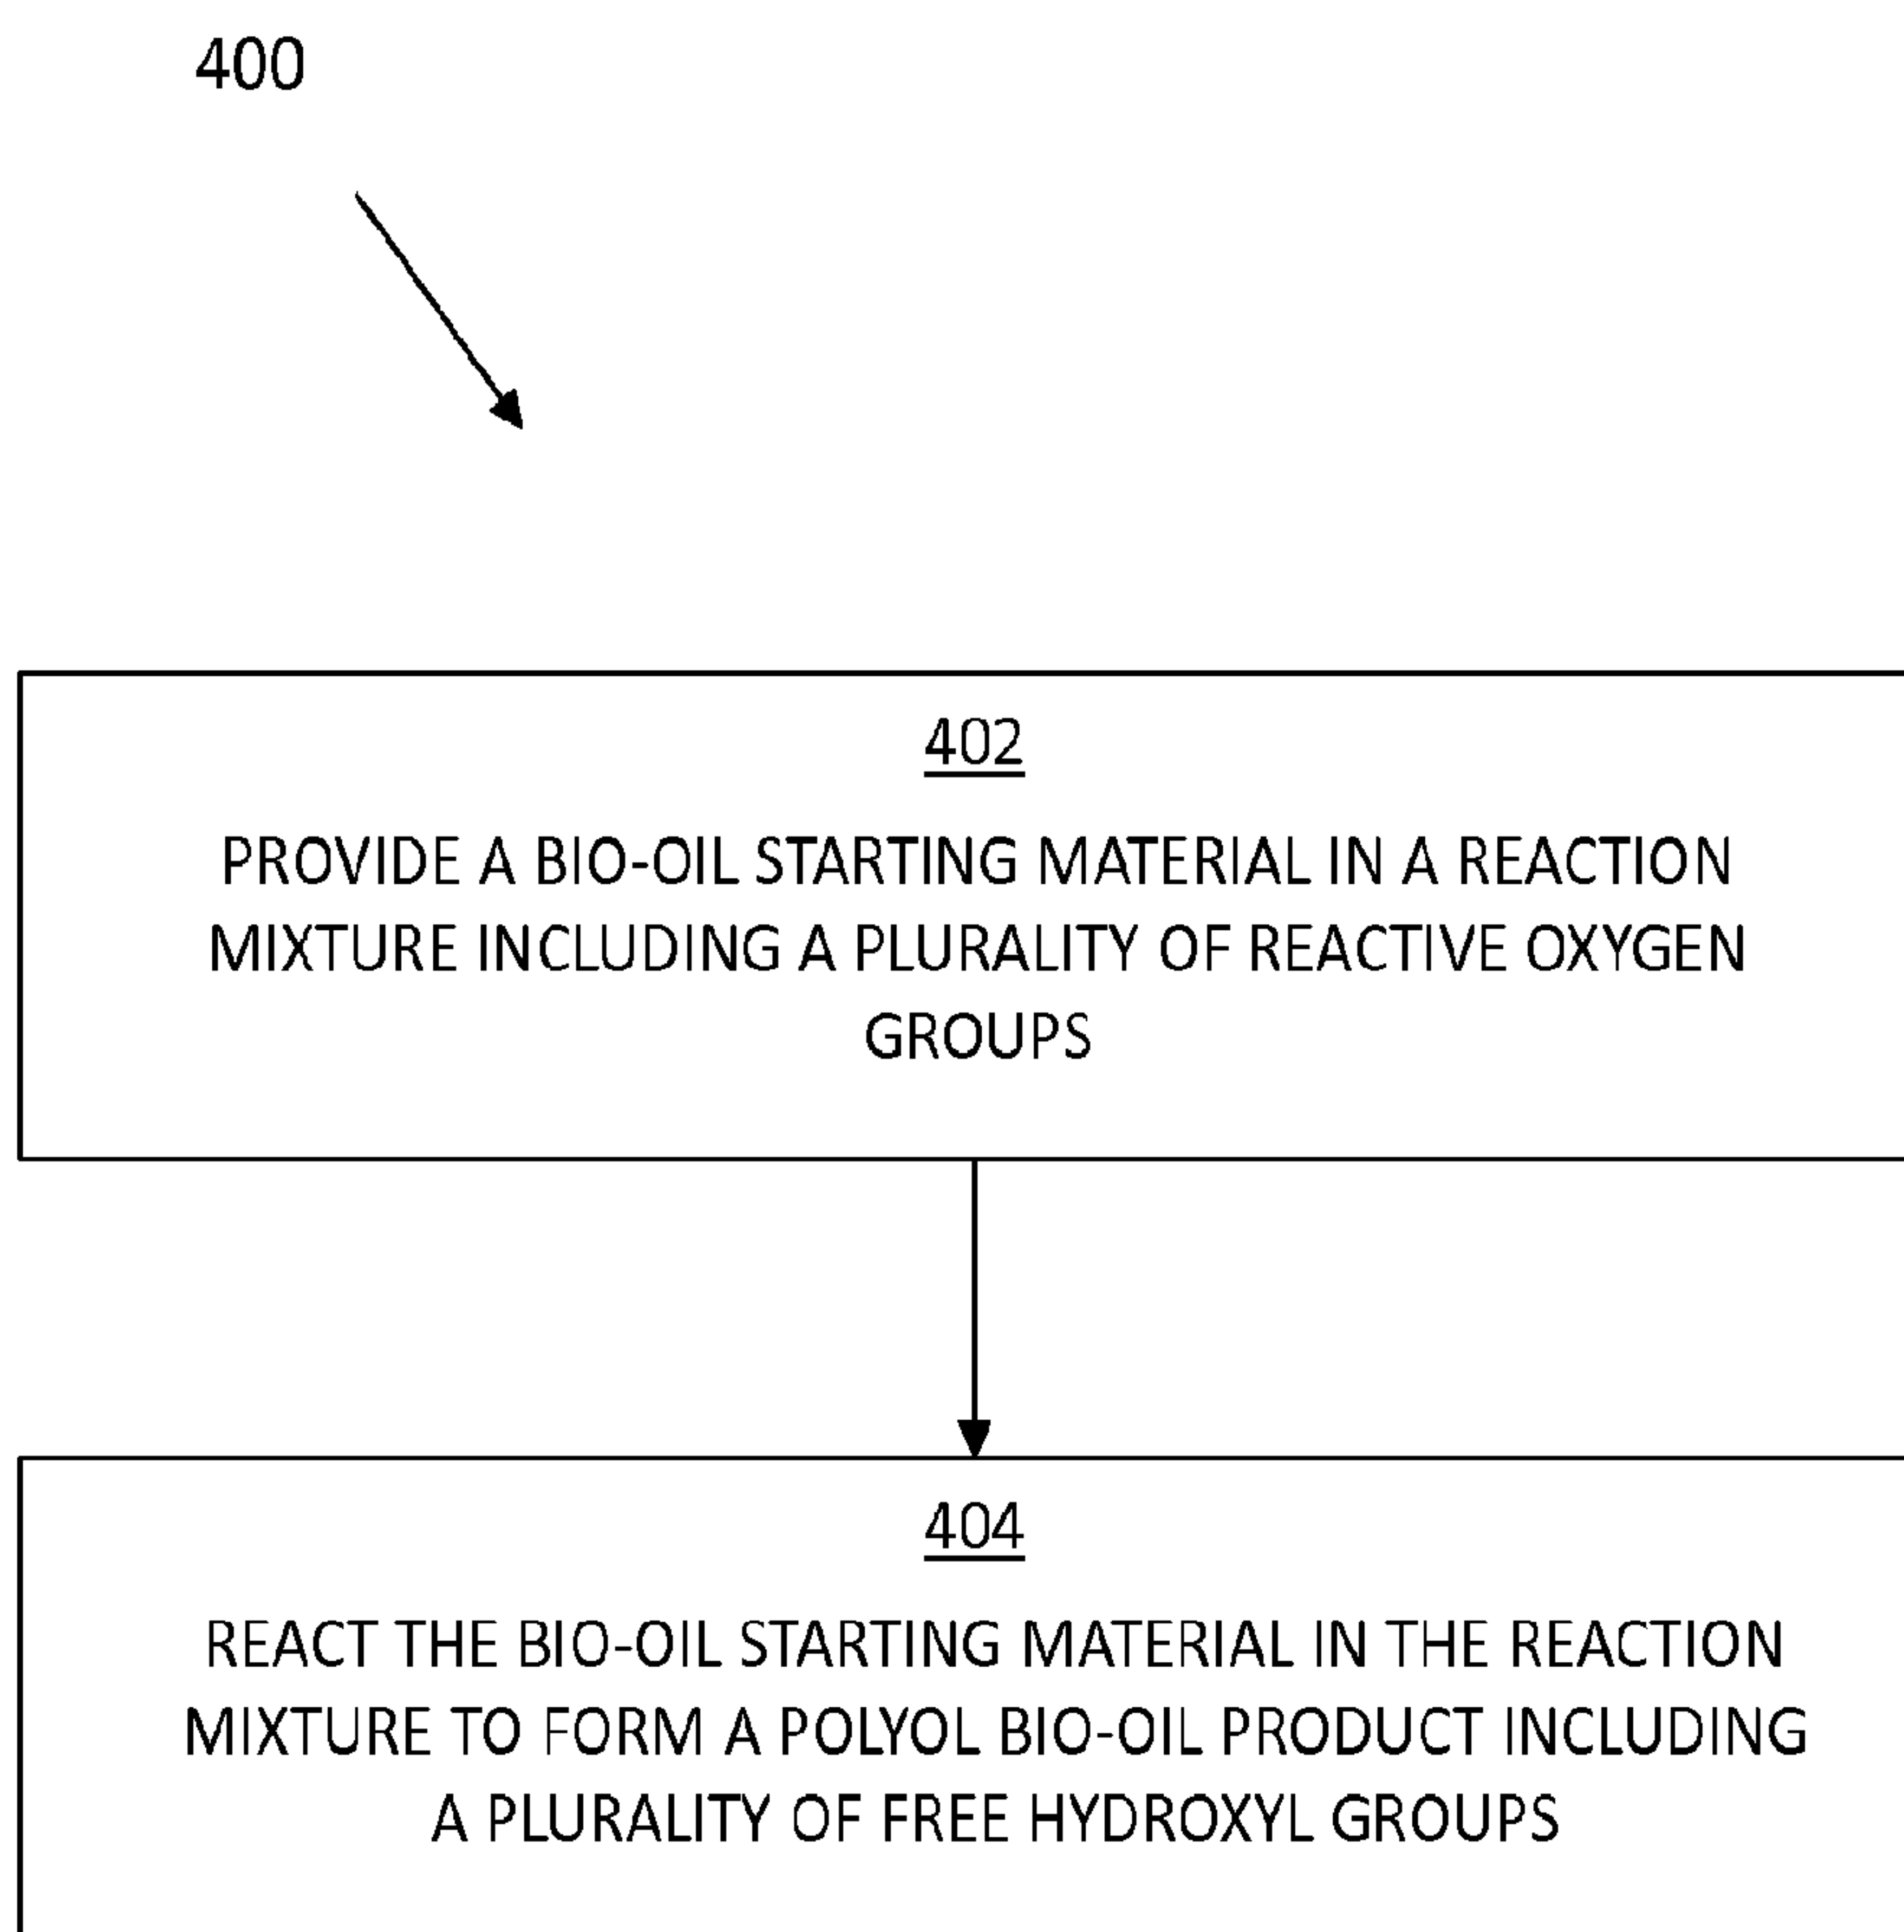 400
402
PROVIDE A BIO-OIL STARTING MATERIAL IN A REACTION
MIXTURE INCLUDING A PLURALITY OF REACTIVE OXYGEN
GROUPS
404
REACT THE BIO-OIL STARTING MATERIAL IN THE REACTION
MIXTURE TO FORM A POLYOL BIO-OIL PRODUCT INCLUDING
A PLURALITY OF FREE HYDROXYL GROUPS